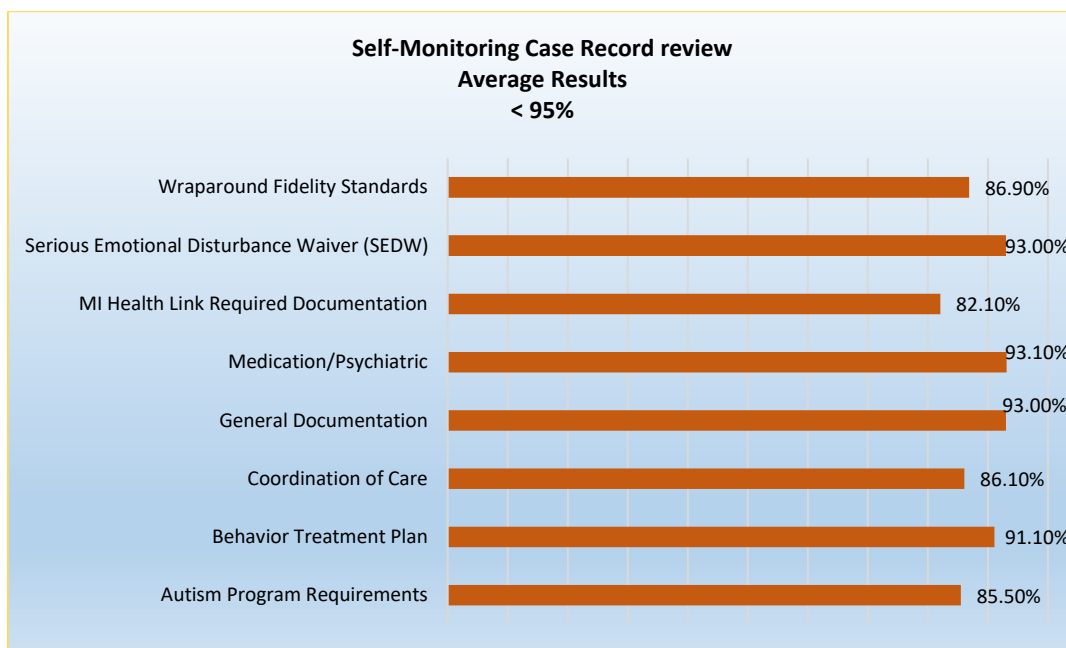 Self-Monitoring Case Record review
Average Results
< 95%
Wraparound Fidelity Standards 86.90%
Serious Emotional Disturbance Waiver (SEDW) 93.00%
MI Health Link Required Documentation 82.10%
Medication/Psychiatric 93.10%
General Documentation 93.00%
Coordination of Care 86.10%
Behavior Treatment Plan 91.10%
Autism Program Requirements 85.50%